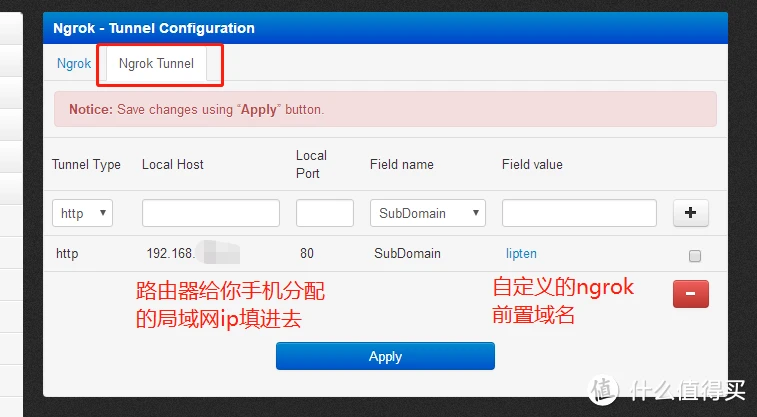 Ngrok - Tunnel Configuration
Ngrok
Ngrok Tunnel
Notice: Save changes using “Apply” button.
Tunnel Type
Local Host
Local
Port
Field name
Field value
http
SubDomain
+
http
192.168.
80
SubDomain
lipten
路由器给你手机分配
的局域网ip填进去
自定义的ngrok
前置域名
−
Apply
值 什么值得买